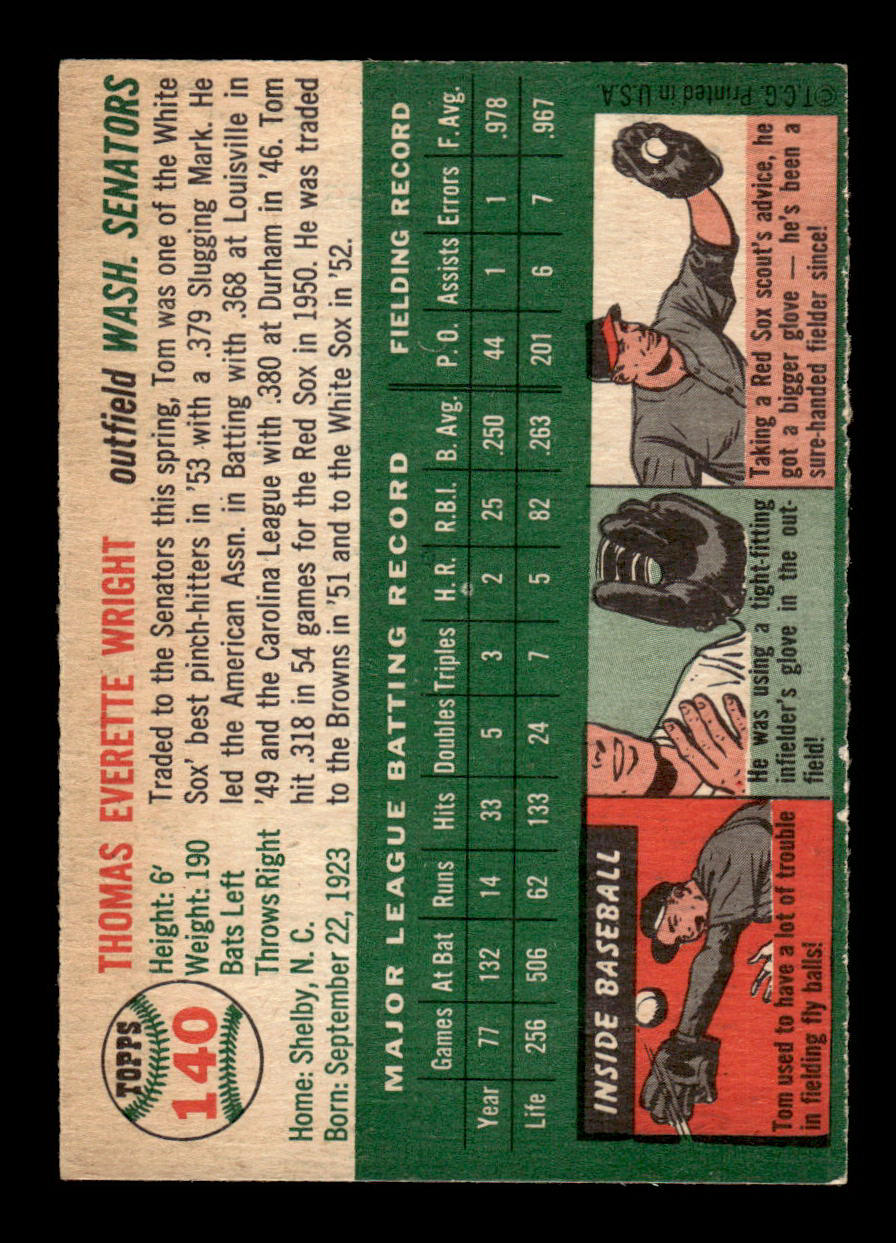 TOPPS
140
THOMAS EVERETTE WRIGHT outfield WASH. SENATORS
Height: 6'
Weight: 190
Bats Left
Throws Right
Home: Shelby, N. C.
Born: September 22, 1923
Traded to the Senators this spring, Tom was one of the White
Sox' best pinch-hitters in '53 with a .379 Slugging Mark. He
led the American Assn. in Batting with .368 at Louisville in
'49 and the Carolina League with .380 at Durham in '46. Tom
hit .318 in 54 games for the Red Sox in 1950. He was traded
to the Browns in '51 and to the White Sox in '52.
MAJOR LEAGUE BATTING RECORD FIELDING RECORD
Games At Bat Runs Hits Doubles Triples H. R. R.B.I. B. Avg. P. O. Assists Errors F. Avg.
Year 77 132 14 33 5 3 2 25 .250 44 1 1 .978
Life 256 506 62 133 24 7 5 82 .263 201 6 7 .967
INSIDE BASEBALL
Tom used to have a lot of trouble
in fielding fly balls!
He was using a tight-fitting
infielder's glove in the out-
field!
Taking a Red Sox scout's advice, he
got a bigger glove — he's been a
sure-handed fielder since!
©T.C.G. Printed in U.S.A.